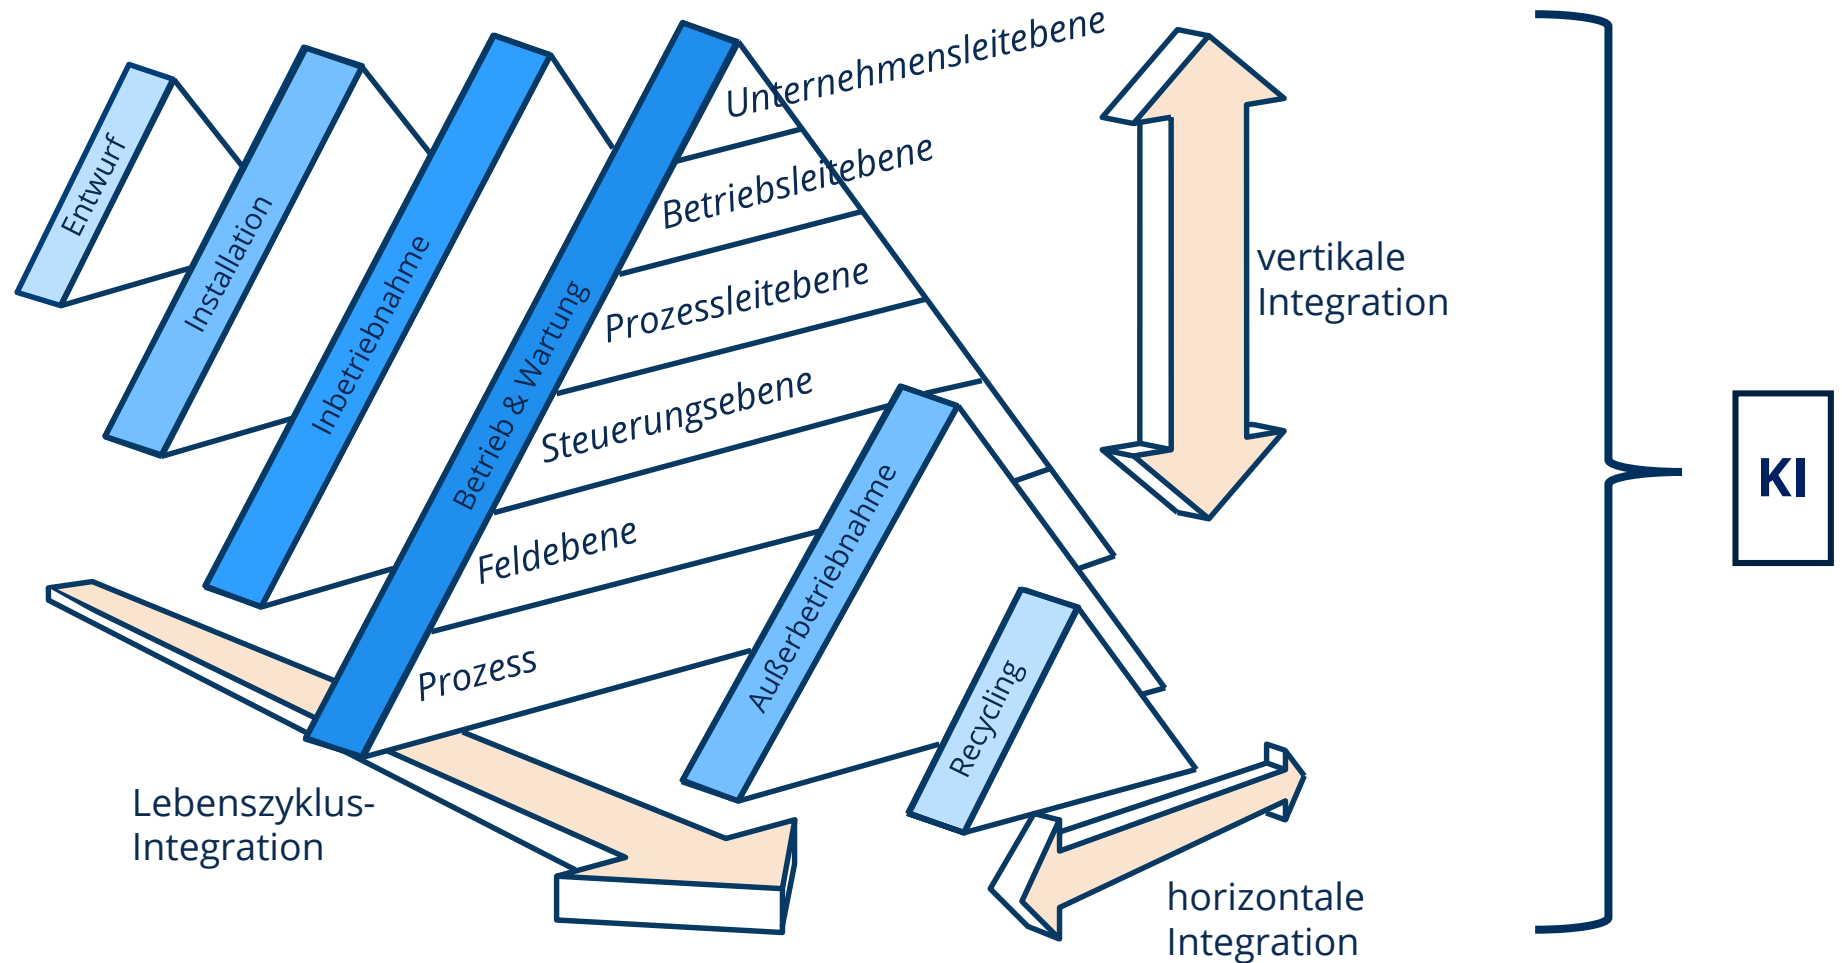 Entwurf
Installation
Inbetriebnahme
Betrieb & Wartung
Unternehmensleitebene
Betriebsleitebene
Prozessleitebene
Steuerungsebene
Feldebene
Prozess
Außerbetriebnahme
Recycling
vertikale
Integration
KI
Lebenszyklus-
Integration
horizontale
Integration